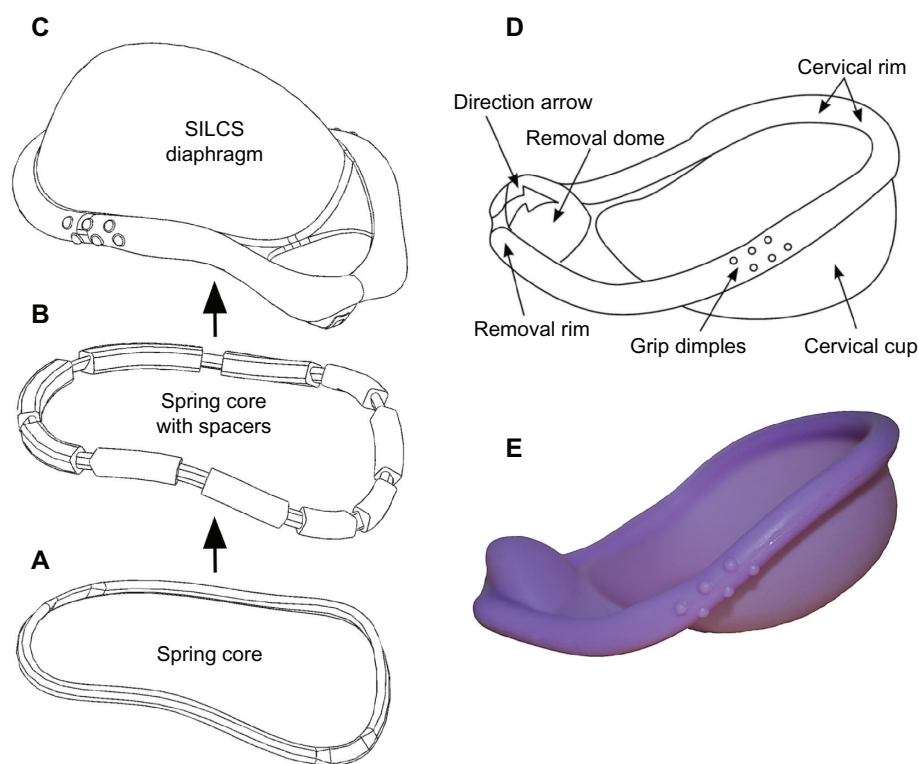 C
SILCS
diaphragm
B
Spring core
with spacers
A
Spring core
D
Cervical rim
Direction arrow
Removal dome
Removal rim
Grip dimples
Cervical cup
E